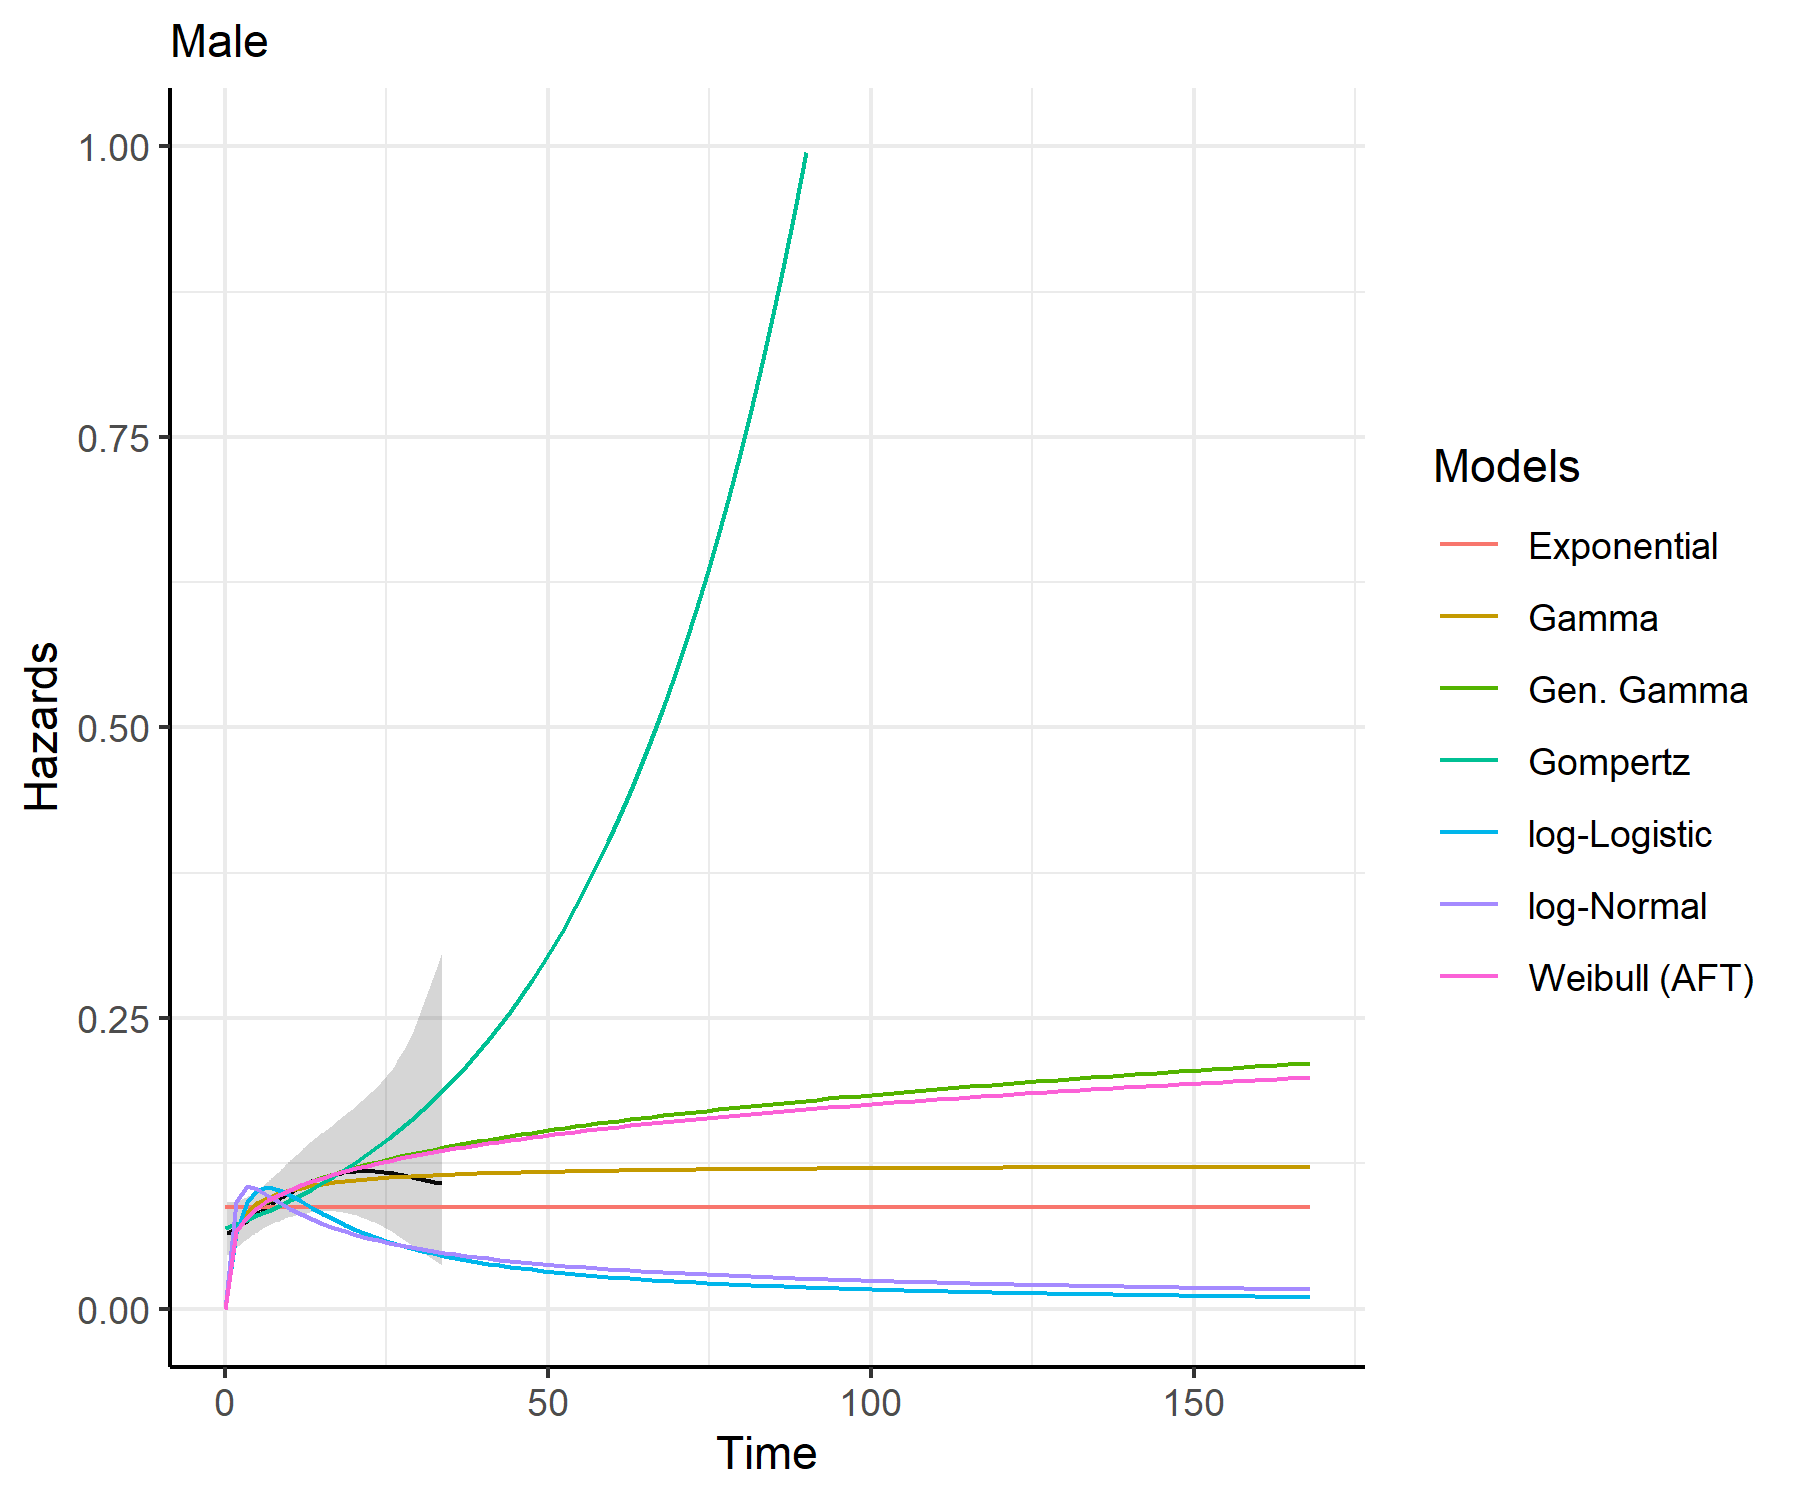 Male
Hazards
1.00
0.75
0.50
0.25
0.00
0
50
100
150
Time
Models
Exponential
Gamma
Gen. Gamma
Gompertz
log-Logistic
log-Normal
Weibull (AFT)